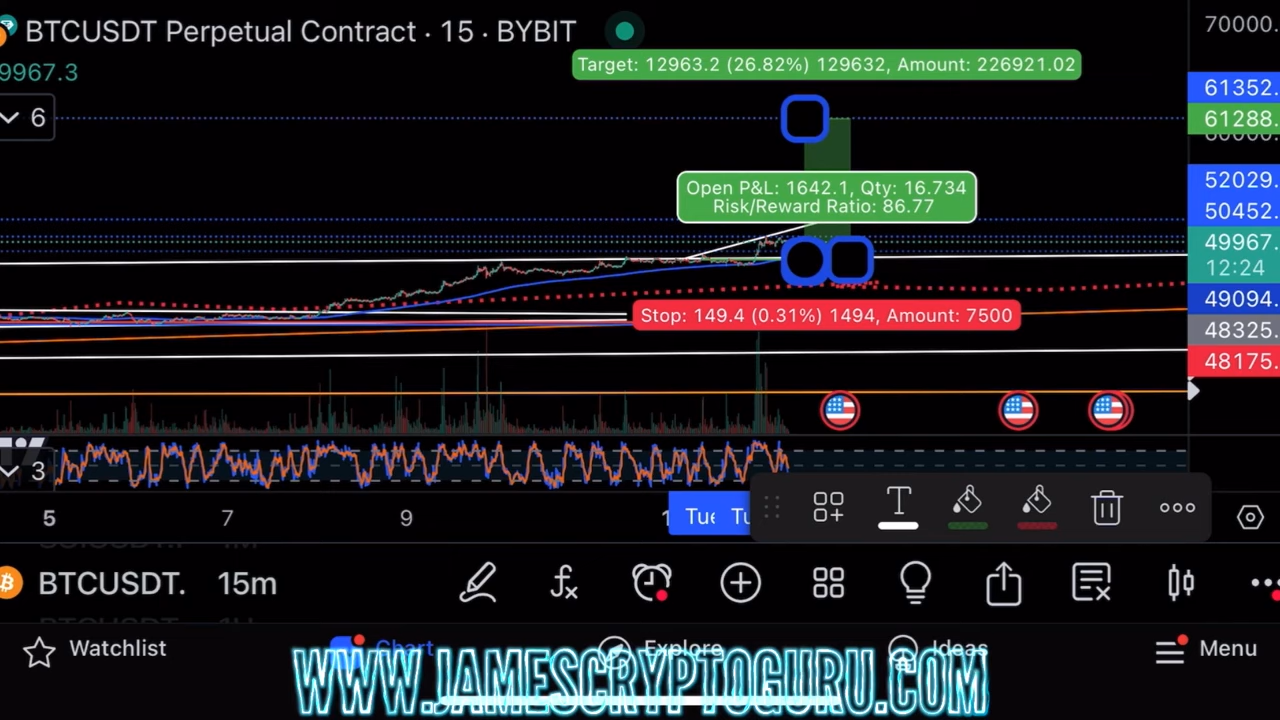 BTCUSDT Perpetual Contract · 15 · BYBIT
9967.3
6
Target: 12963.2 (26.82%) 129632, Amount: 226921.02
Open P&L: 1642.1, Qty: 16.734
Risk/Reward Ratio: 86.77
Stop: 149.4 (0.31%) 1494, Amount: 7500
70000.
61352.
61288.
52029.
50452.
49967.
12:24
49094.
48325.
48175.
3
5
7
9
Tue
BTCUSDT.
15m
Watchlist
Chart
Explore
Ideas
Menu
WWW.JAMESCRYPTOGURU.COM